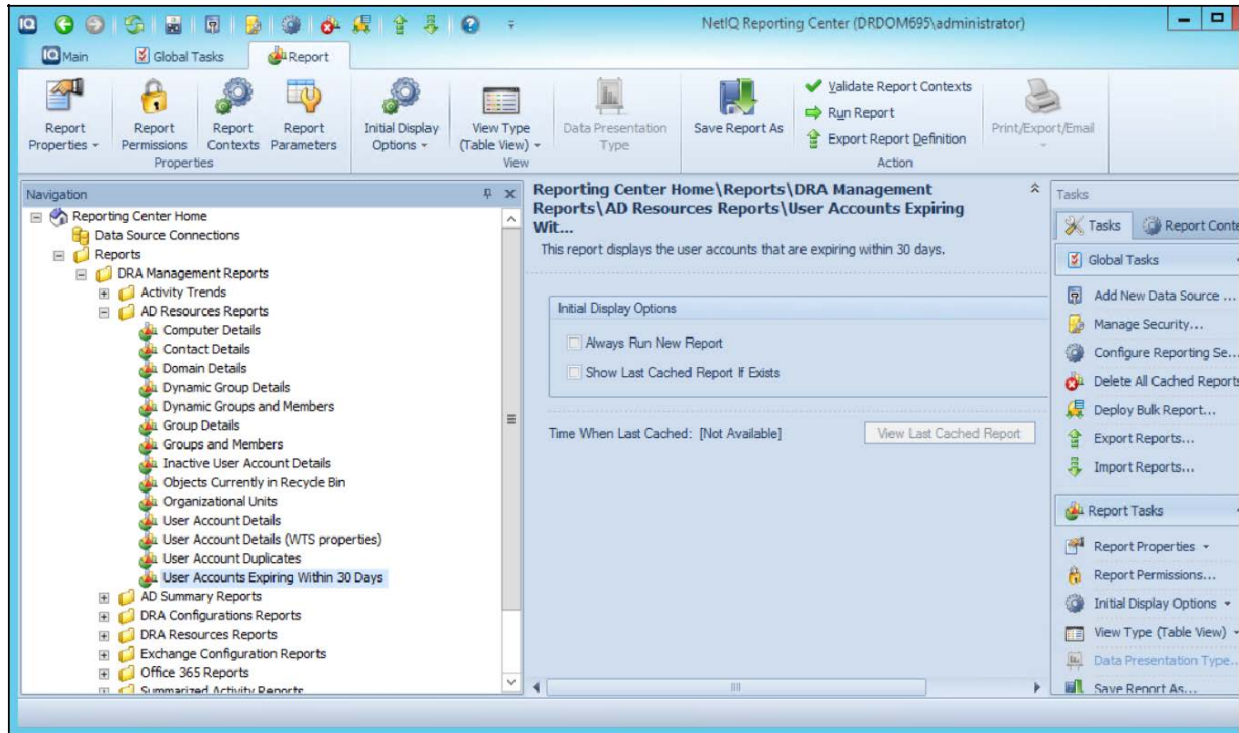 NetIQ Reporting Center (DRDOM695\administrator)
IQ Main
Global Tasks
Report
Report Properties
Report Permissions
Report Contexts
Report Parameters
Properties
Initial Display Options
View Type (Table View)
Data Presentation Type
View
Save Report As
Validate Report Contexts
Run Report
Export Report Definition
Print/Export/Email
Action
Navigation
Reporting Center Home
Data Source Connections
Reports
DRA Management Reports
Activity Trends
AD Resources Reports
Computer Details
Contact Details
Domain Details
Dynamic Group Details
Dynamic Groups and Members
Group Details
Groups and Members
Inactive User Account Details
Objects Currently in Recycle Bin
Organizational Units
User Account Details
User Account Details (WTS properties)
User Account Duplicates
User Accounts Expiring Within 30 Days
AD Summary Reports
DRA Configurations Reports
DRA Resources Reports
Exchange Configuration Reports
Office 365 Reports
Summarized Activity Reports
Reporting Center Home\Reports\DRA Management
Reports\AD Resources Reports\User Accounts Expiring
Wit...
This report displays the user accounts that are expiring within 30 days.
Initial Display Options
Always Run New Report
Show Last Cached Report If Exists
Time When Last Cached: [Not Available]
View Last Cached Report
Tasks
Tasks
Report Conte
Global Tasks
Add New Data Source ...
Manage Security...
Configure Reporting Se...
Delete All Cached Reports
Deploy Bulk Report...
Export Reports...
Import Reports...
Report Tasks
Report Properties
Report Permissions...
Initial Display Options
View Type (Table View)
Data Presentation Type...
Save Report As...